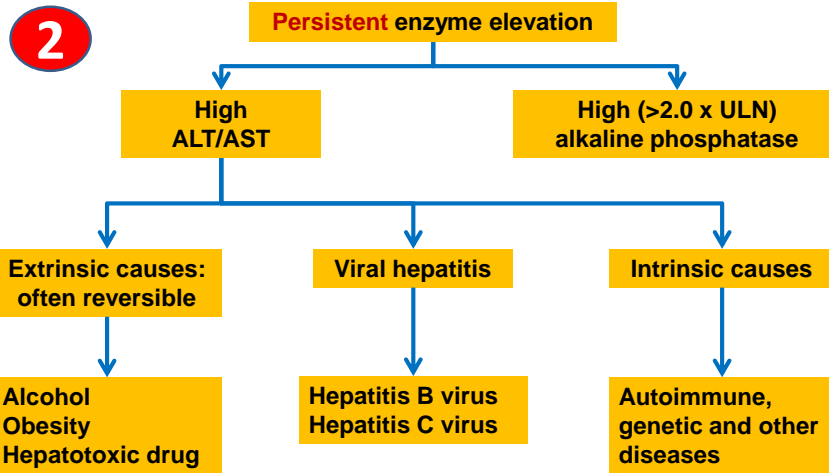 2
Persistent enzyme elevation
High
ALT/AST
High (>2.0 x ULN)
alkaline phosphatase
Extrinsic causes:
often reversible
Viral hepatitis
Intrinsic causes
Alcohol
Obesity
Hepatotoxic drug
Hepatitis B virus
Hepatitis C virus
Autoimmune,
genetic and other
diseases